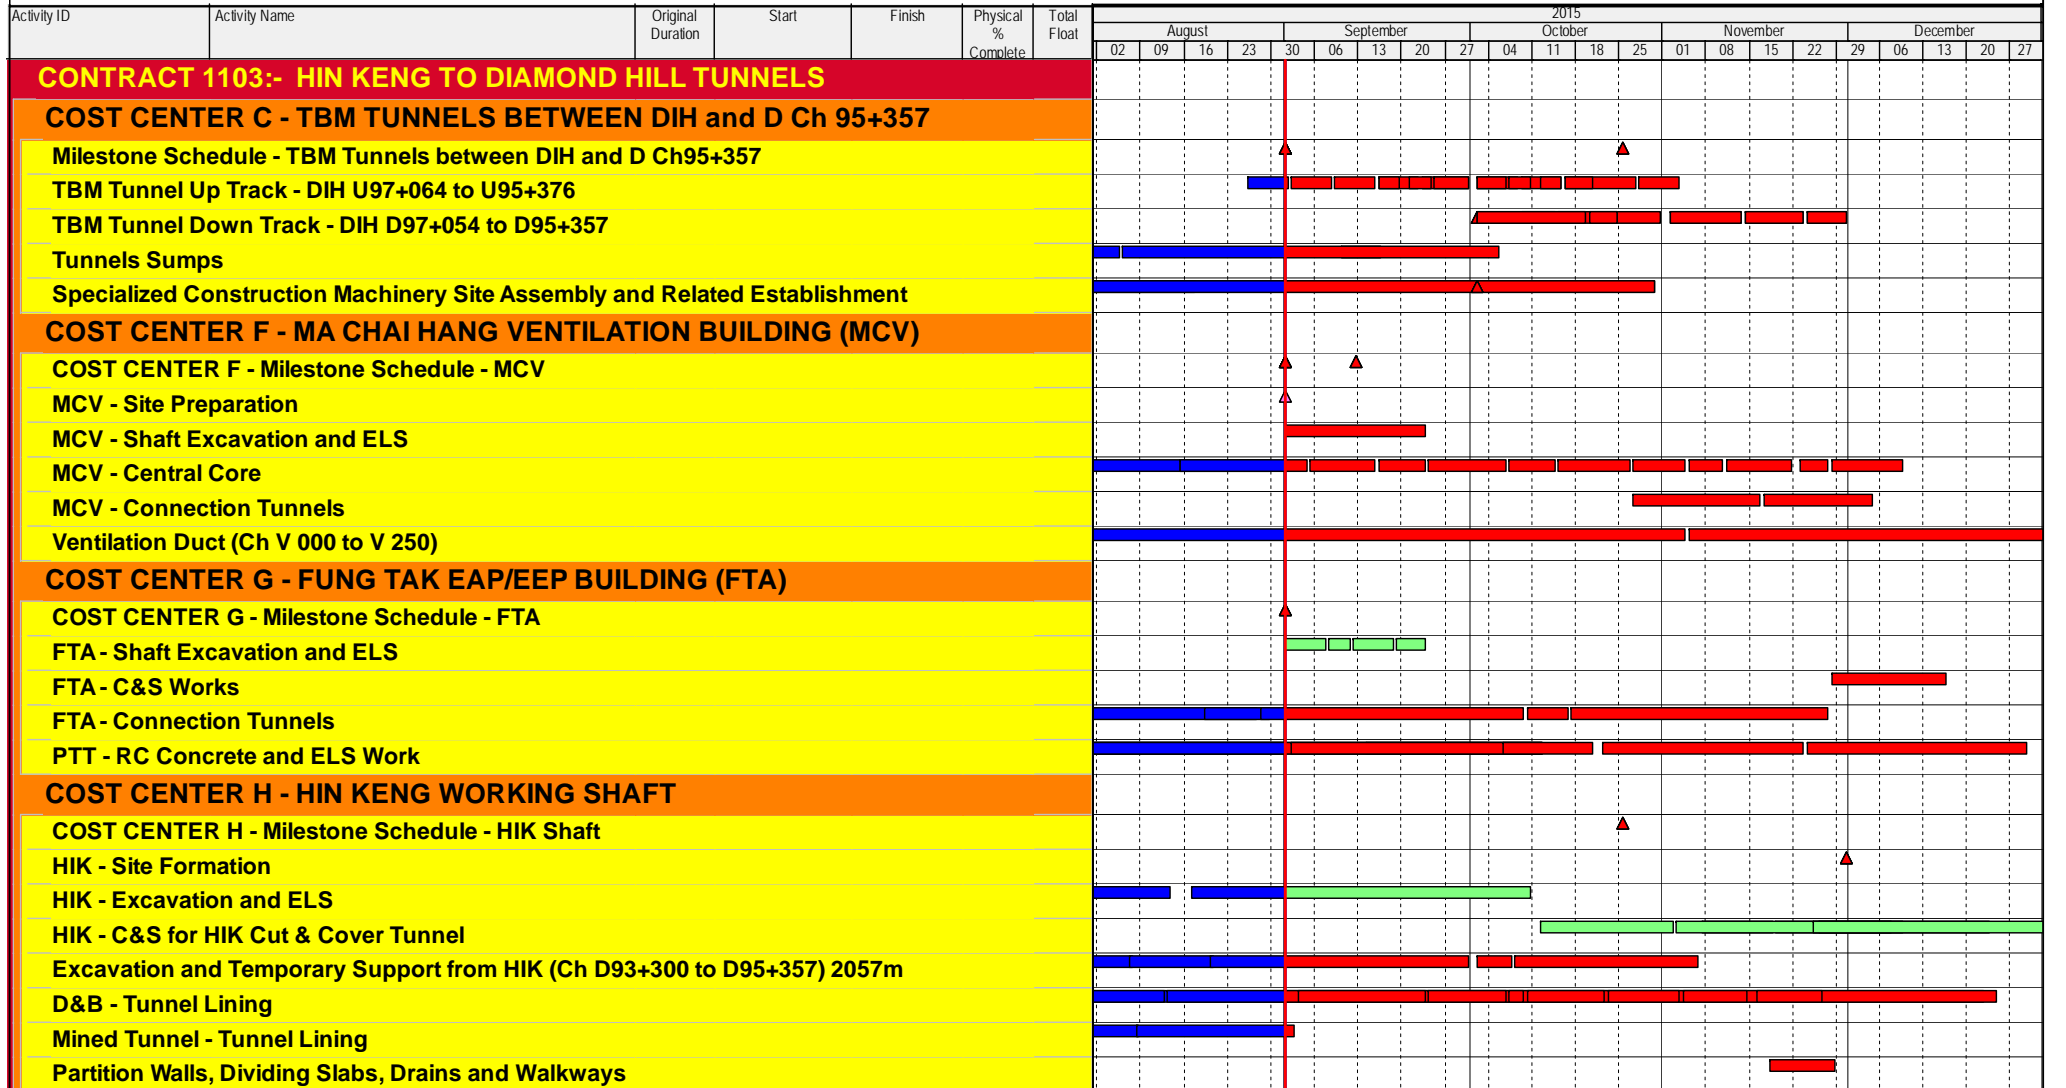 Activity ID Activity Name Original Duration Start Finish Physical % Complete Total Float 2015
August September October November December
02 09 16 23 30 06 13 20 27 04 11 18 25 01 08 15 22 29 06 13 20 27
CONTRACT 1103:- HIN KENG TO DIAMOND HILL TUNNELS
COST CENTER C - TBM TUNNELS BETWEEN DIH and D Ch 95+357
Milestone Schedule - TBM Tunnels between DIH and D Ch95+357
TBM Tunnel Up Track - DIH U97+064 to U95+376
TBM Tunnel Down Track - DIH D97+054 to D95+357
Tunnels Sumps
Specialized Construction Machinery Site Assembly and Related Establishment
COST CENTER F - MA CHAI HANG VENTILATION BUILDING (MCV)
COST CENTER F - Milestone Schedule - MCV
MCV - Site Preparation
MCV - Shaft Excavation and ELS
MCV - Central Core
MCV - Connection Tunnels
Ventilation Duct (Ch V 000 to V 250)
COST CENTER G - FUNG TAK EAP/EEP BUILDING (FTA)
COST CENTER G - Milestone Schedule - FTA
FTA - Shaft Excavation and ELS
FTA - C&S Works
FTA - Connection Tunnels
PTT - RC Concrete and ELS Work
COST CENTER H - HIN KENG WORKING SHAFT
COST CENTER H - Milestone Schedule - HIK Shaft
HIK - Site Formation
HIK - Excavation and ELS
HIK - C&S for HIK Cut & Cover Tunnel
Excavation and Temporary Support from HIK (Ch D93+300 to D95+357) 2057m
D&B - Tunnel Lining
Mined Tunnel - Tunnel Lining
Partition Walls, Dividing Slabs, Drains and Walkways